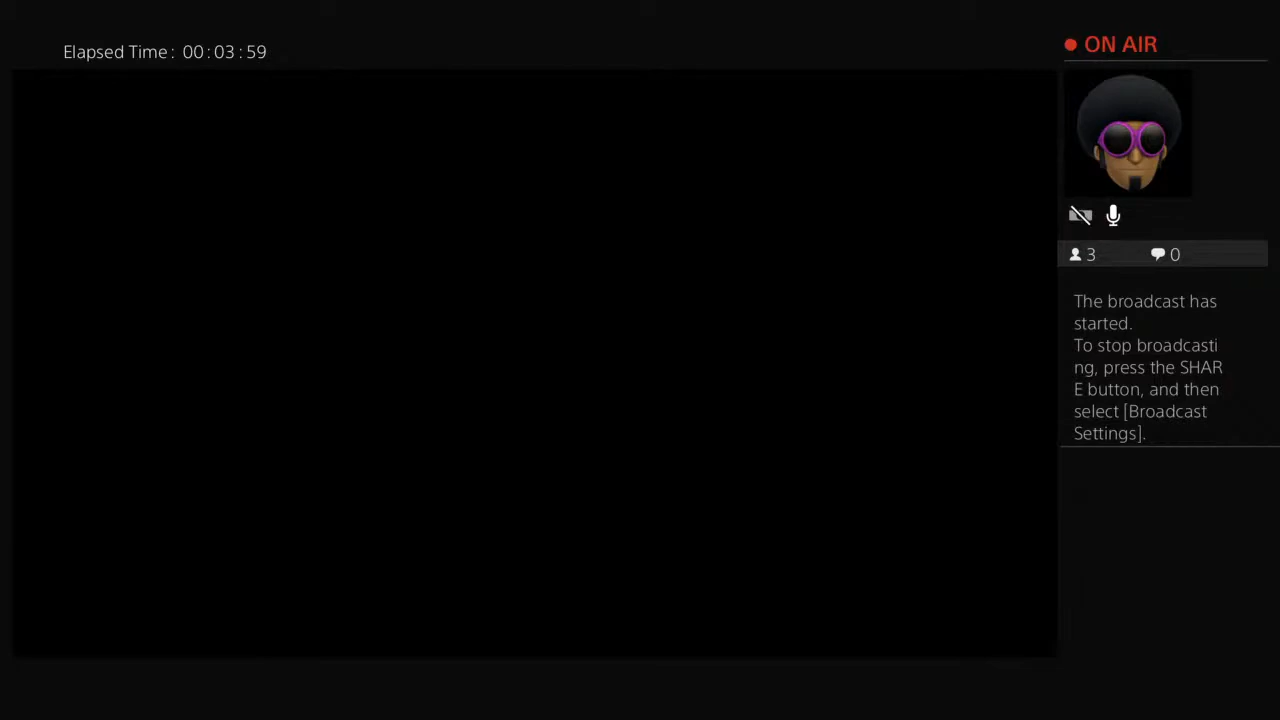 Elapsed Time: 00:03:59
ON AIR
3
0
The broadcast has
started.
To stop broadcasti
ng, press the SHAR
E button, and then
select [Broadcast
Settings].